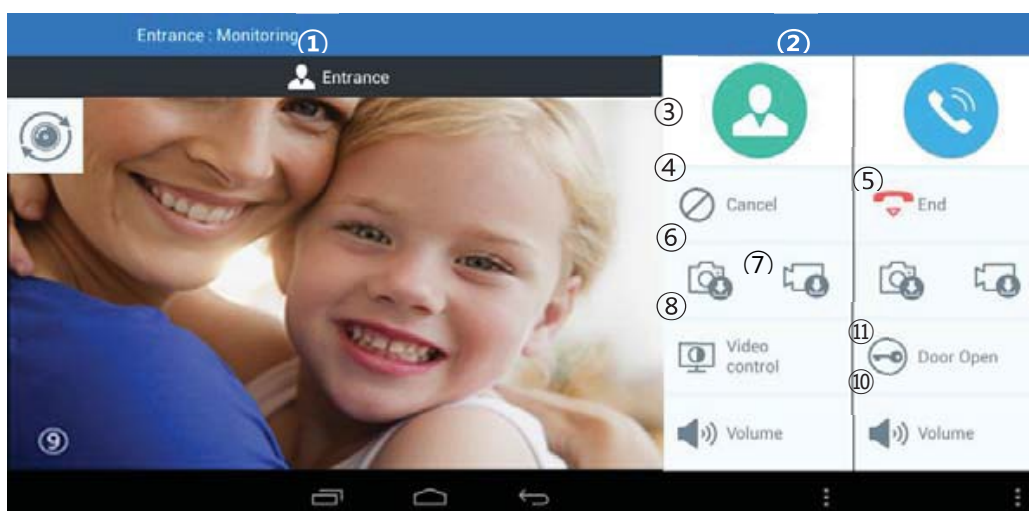 Entrance : Monitoring
①
②
Entrance
③
④
Cancel
⑤
End
⑥
⑦
⑧
Video
control
⑪
Door Open
⑩
⑨
Volume
Volume